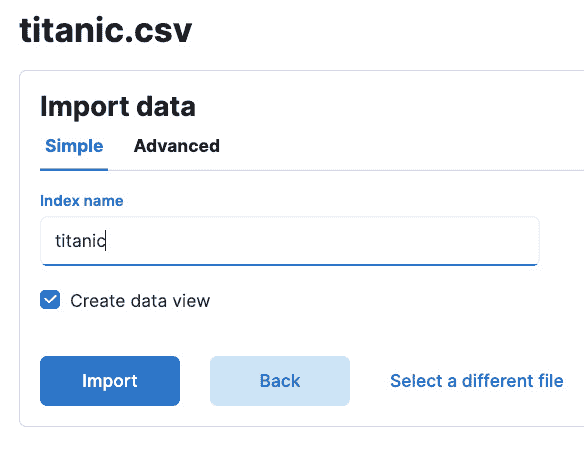 titanic.csv
Import data
Simple Advanced
Index name
titanic
Create data view
Import Back Select a different file